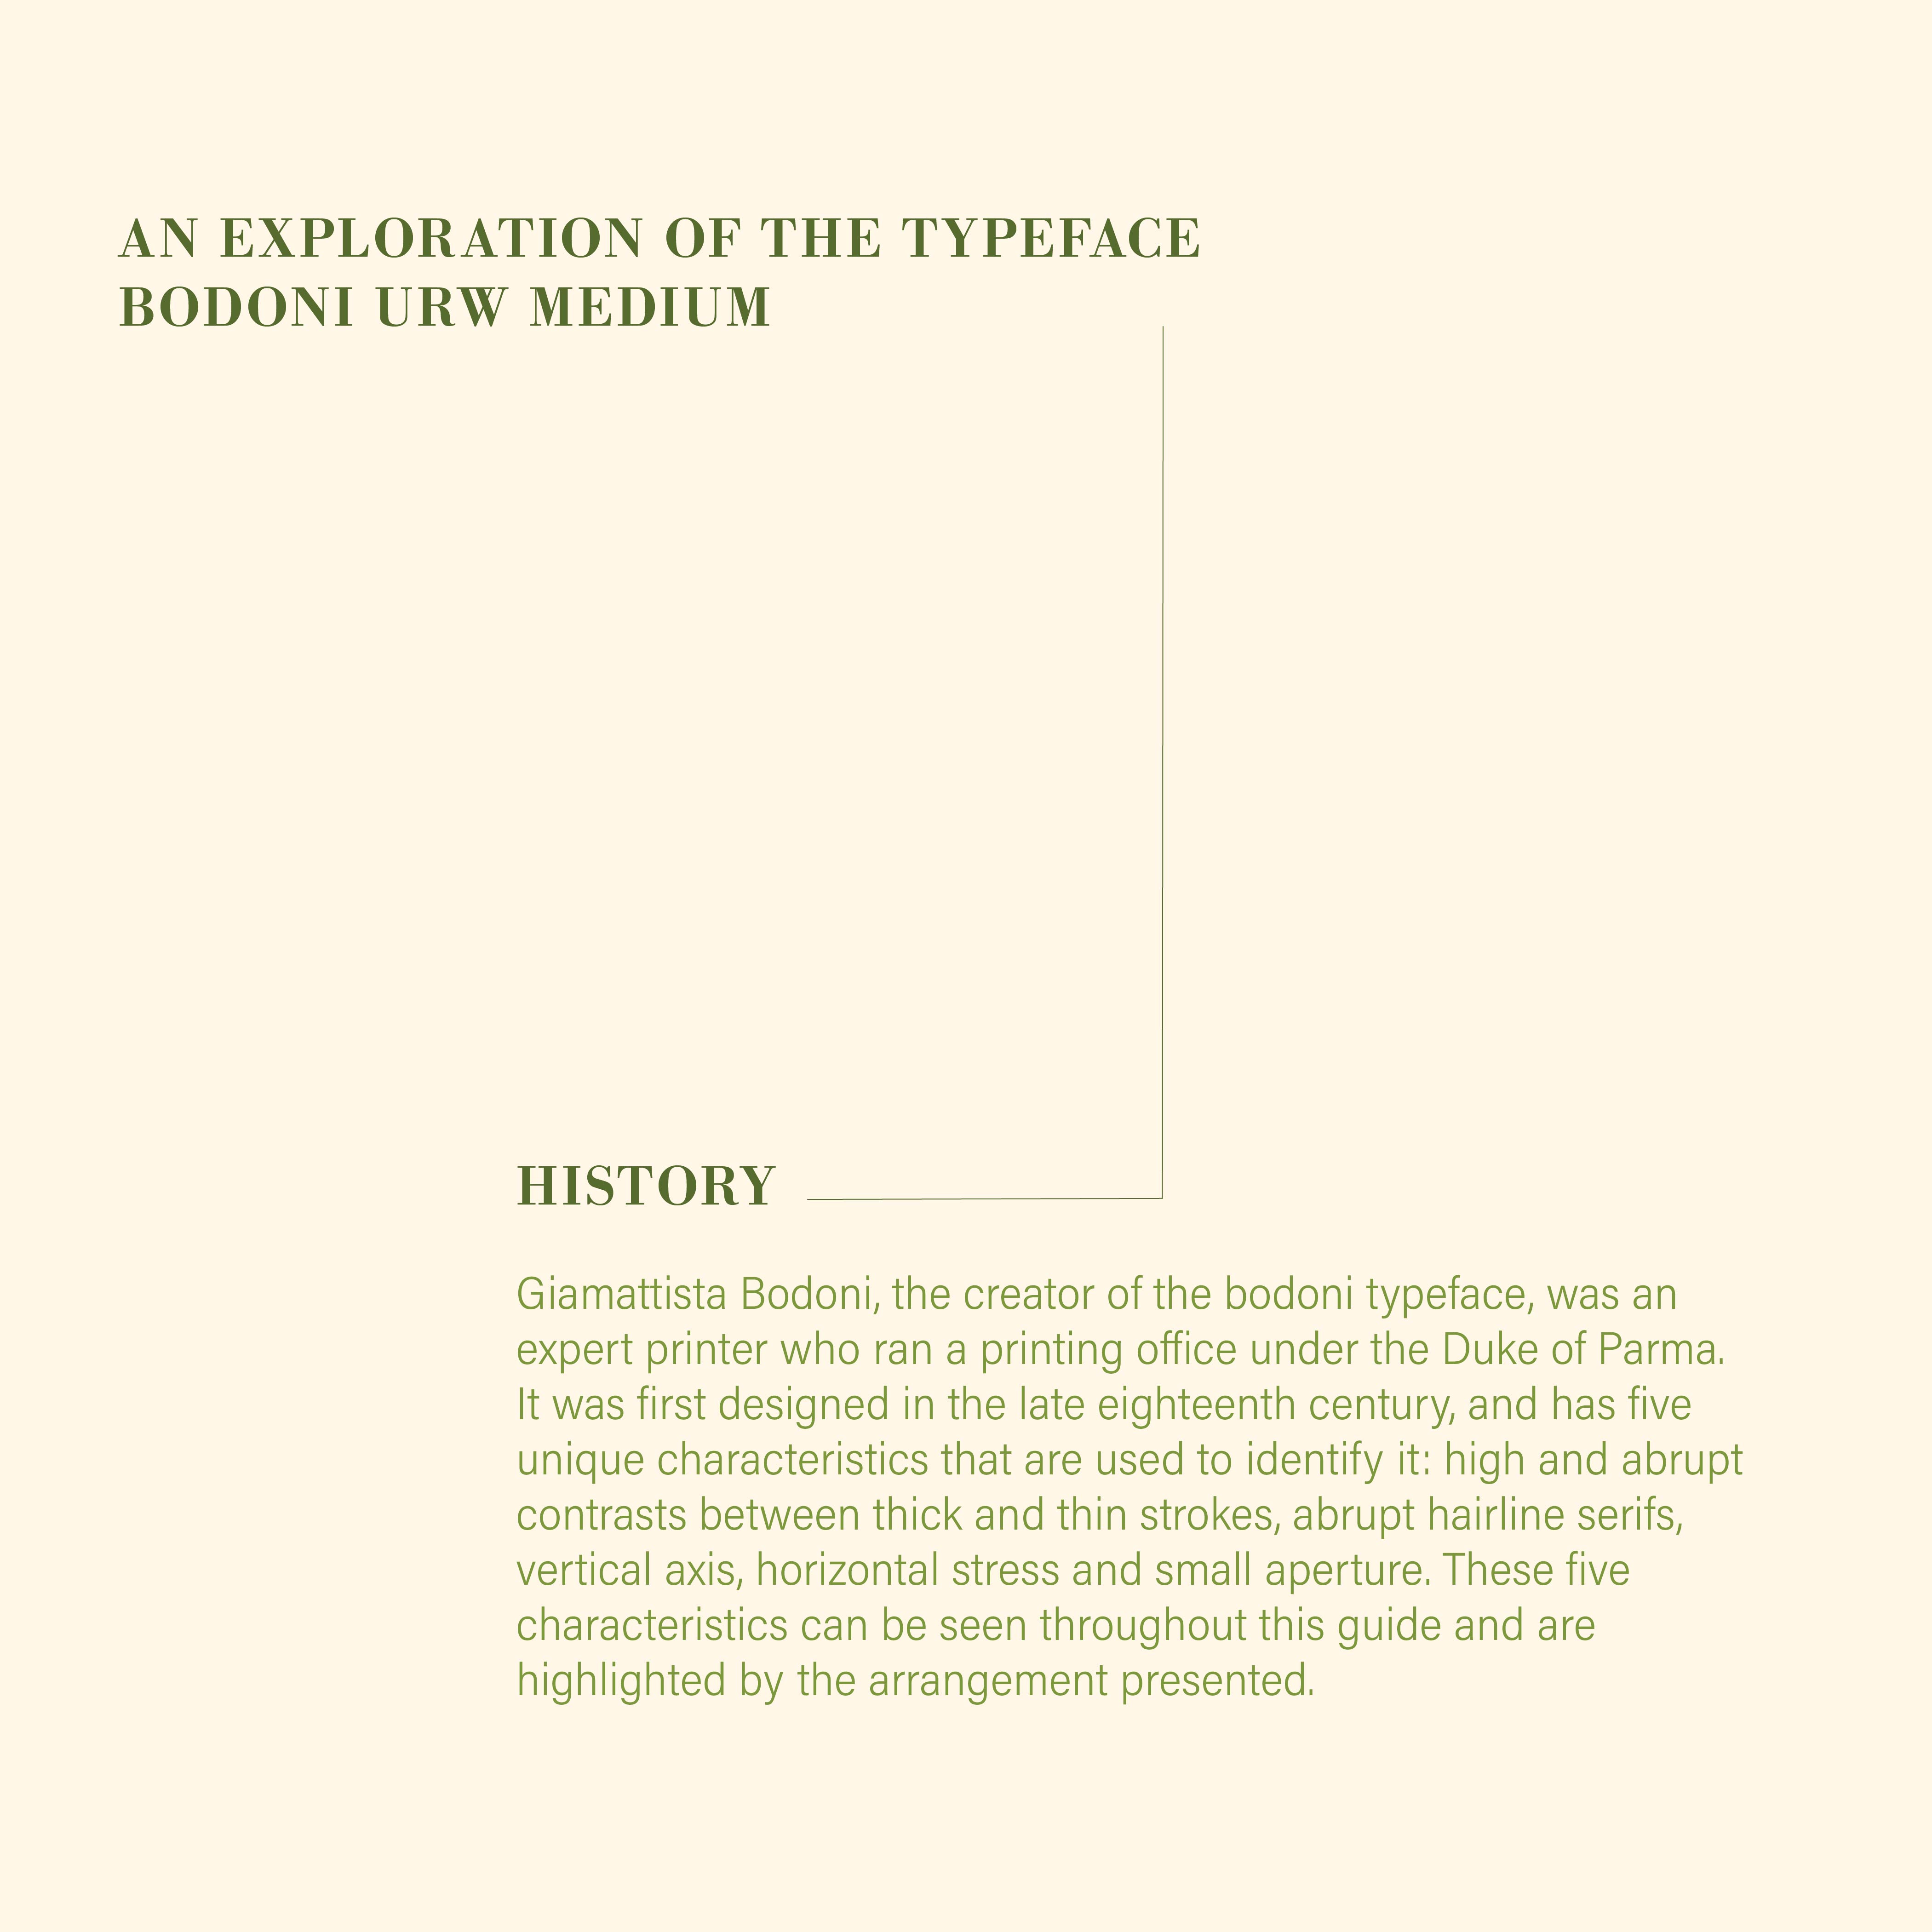 AN EXPLORATION OF THE TYPEFACE
BODONI URW MEDIUM
HISTORY
Giamattista Bodoni, the creator of the bodoni typeface, was an
expert printer who ran a printing office under the Duke of Parma.
It was first designed in the late eighteenth century, and has five
unique characteristics that are used to identify it: high and abrupt
contrasts between thick and thin strokes, abrupt hairline serifs,
vertical axis, horizontal stress and small aperture. These five
characteristics can be seen throughout this guide and are
highlighted by the arrangement presented.